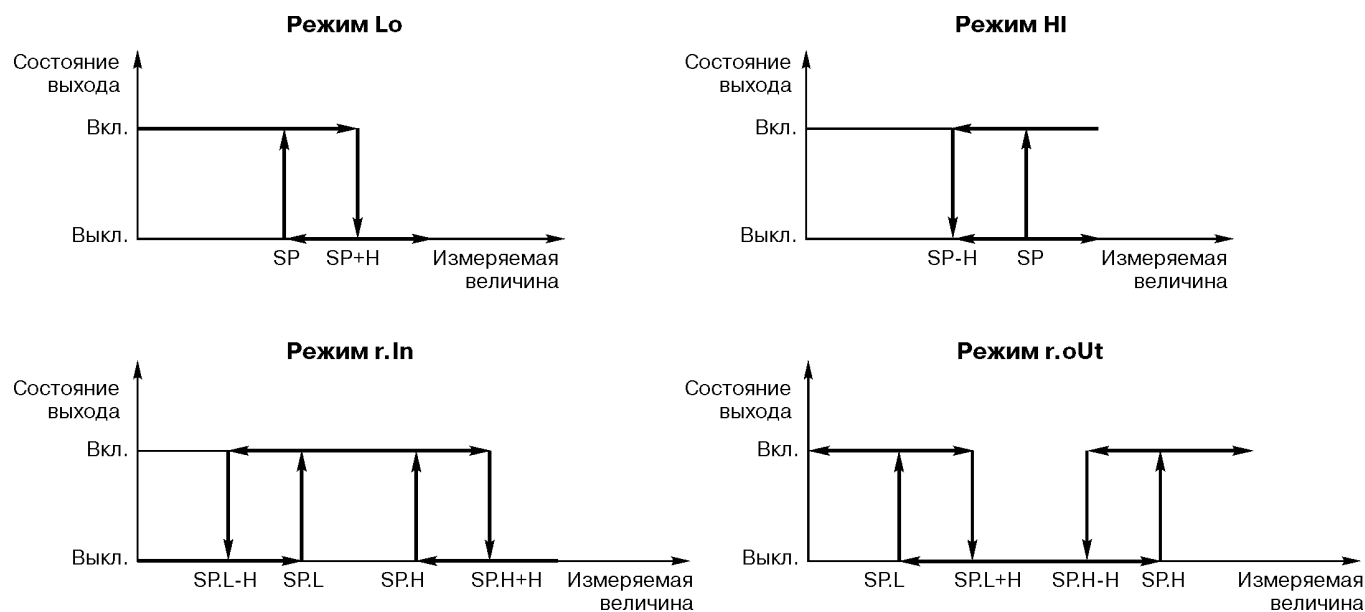 Режим Lo
Состояние
выхода
Вкл.
Выкл.
SP
SP+H
Измеряемая
величина
Режим HI
Состояние
выхода
Вкл.
Выкл.
SP-H
SP
Измеряемая
величина
Режим r.In
Состояние
выхода
Вкл.
Выкл.
SP.L-H
SP.L
SP.H
SP.H+H
Измеряемая
величина
Режим r.oUt
Состояние
выхода
Вкл.
Выкл.
SP.L
SP.L+H
SP.H-H
SP.H
Измеряемая
величина